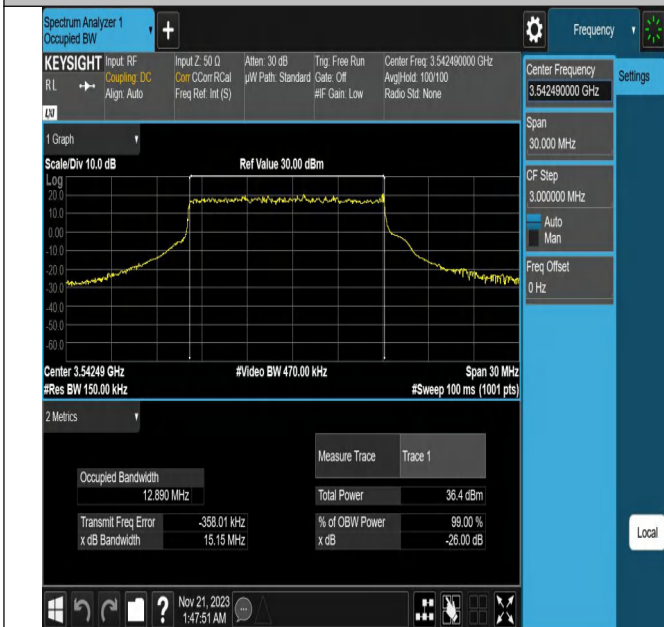 Spectrum Analyzer 1
Occupied BW
+
Frequency
KEYSIGHT
RL
LXI
Input: RF
Coupling: DC
Align: Auto
Input Z: 50 Ω
Corr CCorr RCal
Freq Ref: Int (S)
Atten: 30 dB
µW Path: Standard
Trig: Free Run
Gate: Off
#IF Gain: Low
Center Freq: 3.542490000 GHz
Avg|Hold: 100/100
Radio Std: None
Center Frequency
3.542490000 GHz
Settings
Span
30.000 MHz
CF Step
3.000000 MHz
Auto
Man
Freq Offset
0 Hz
Local
1 Graph
Scale/Div 10.0 dB
Ref Value 30.00 dBm
Log
20.0
10.0
0.00
-10.0
-20.0
-30.0
-40.0
-50.0
-60.0
Center 3.54249 GHz
#Video BW 470.00 kHz
Span 30 MHz
#Res BW 150.00 kHz
#Sweep 100 ms (1001 pts)
2 Metrics
Measure Trace
Trace 1
Occupied Bandwidth
12.890 MHz
Total Power
36.4 dBm
Transmit Freq Error
-358.01 kHz
% of OBW Power
99.00 %
x dB Bandwidth
15.15 MHz
x dB
-26.00 dB
?
Nov 21, 2023
1:47:51 AM